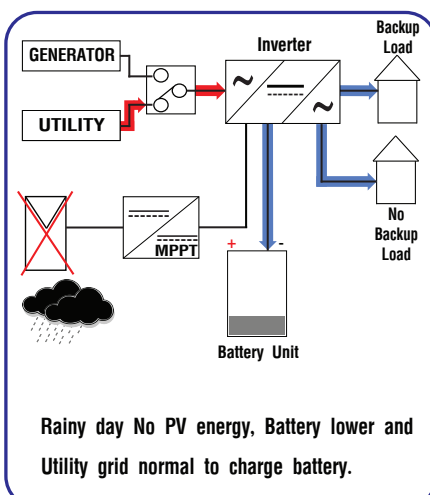 GENERATOR
UTILITY
Inverter
Backup
Load
No
Backup
Load
MPPT
+ -
Battery Unit
Rainy day No PV energy, Battery lower and
Utility grid normal to charge battery.